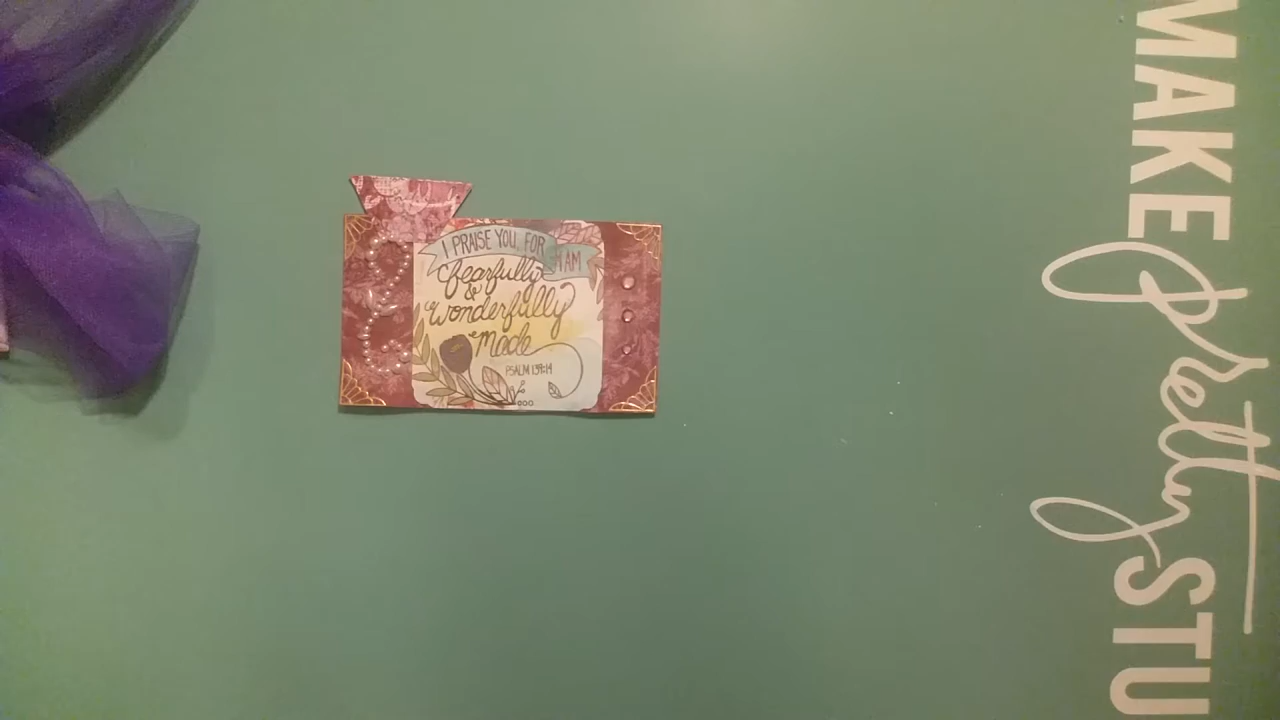 I PRAISE YOU, FOR I AM
fearfully
&
wonderfully
Made
PSALM 139:14
MAKE
pretty
STU